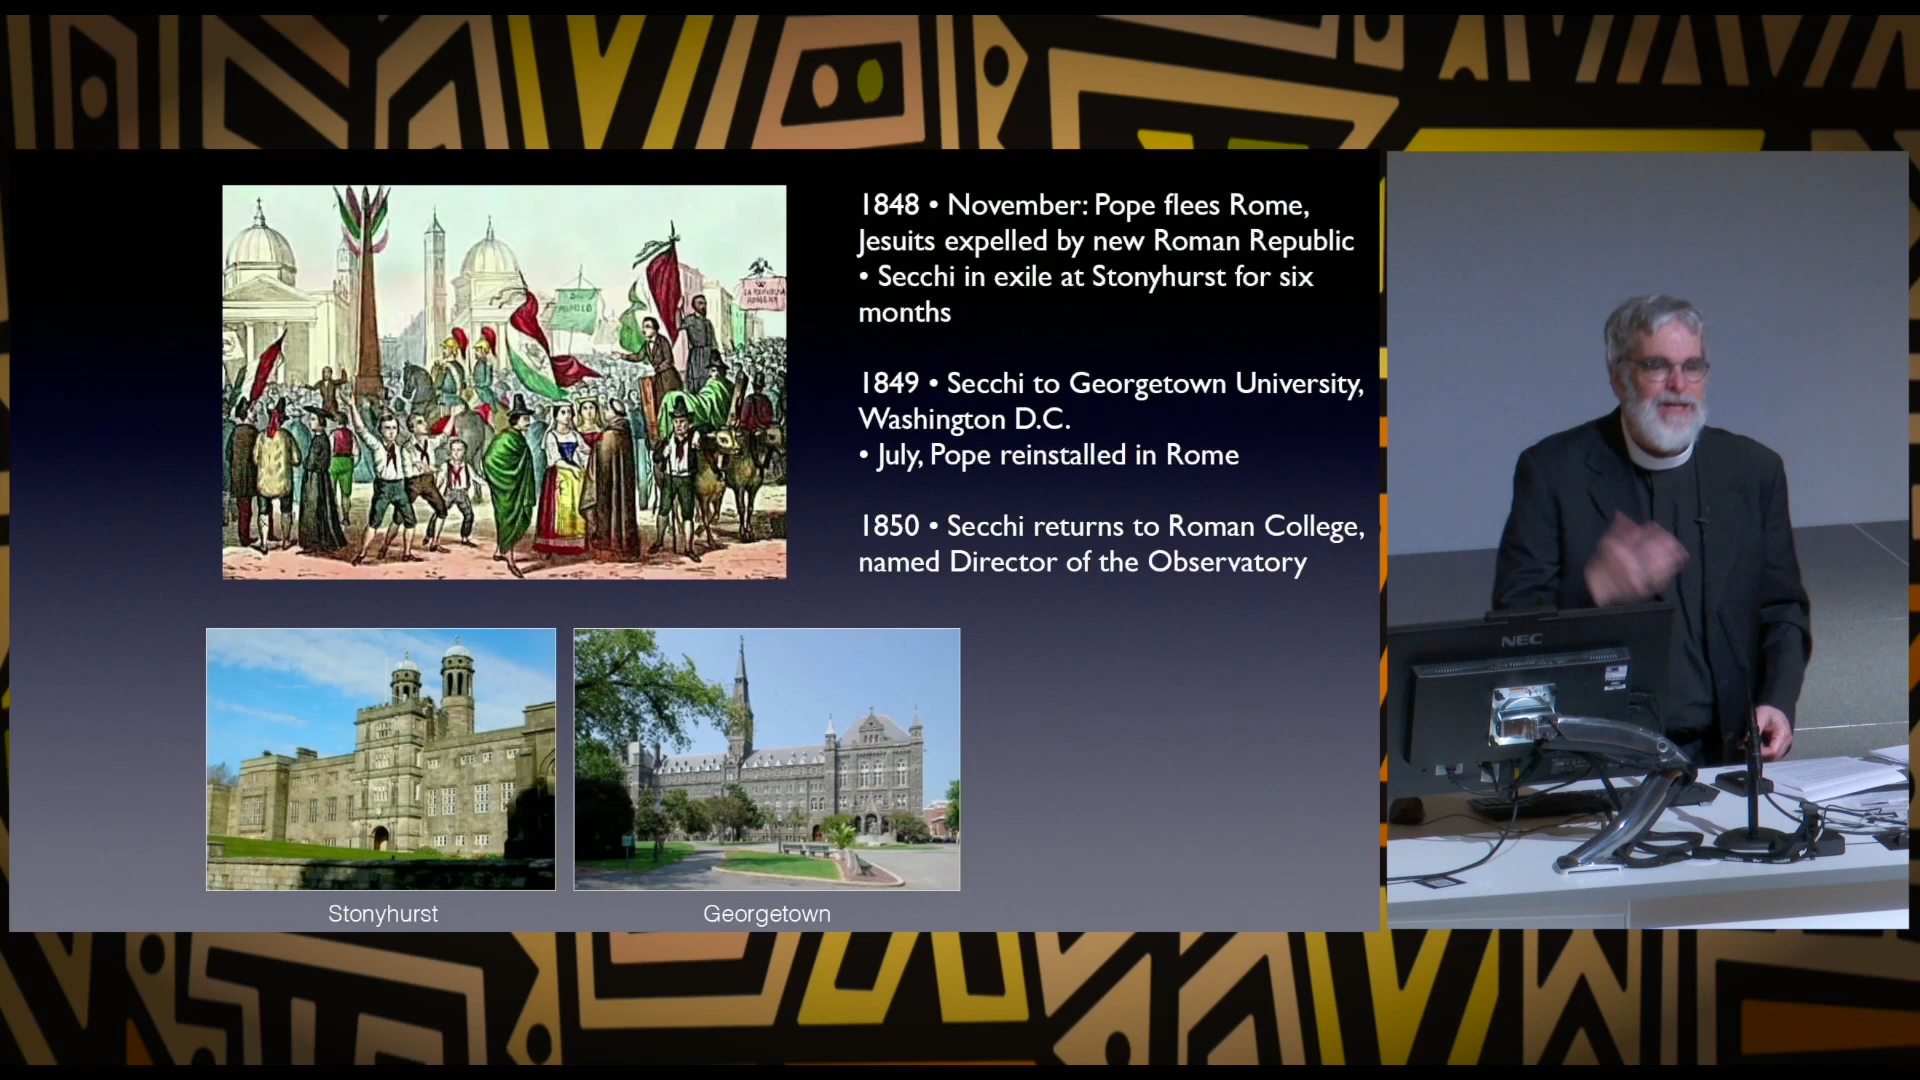 1848 • November: Pope flees Rome,
Jesuits expelled by new Roman Republic
• Secchi in exile at Stonyhurst for six
months
1849 • Secchi to Georgetown University,
Washington D.C.
• July, Pope reinstalled in Rome
1850 • Secchi returns to Roman College,
named Director of the Observatory
Stonyhurst
Georgetown
NEC